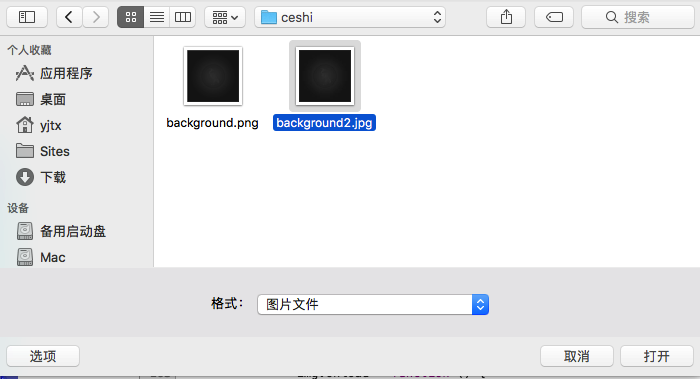 ceshi
搜索
个人收藏
应用程序
桌面
yjtx
Sites
下载
设备
备用启动盘
Mac
background.png
background2.jpg
格式：
图片文件
选项
取消
打开